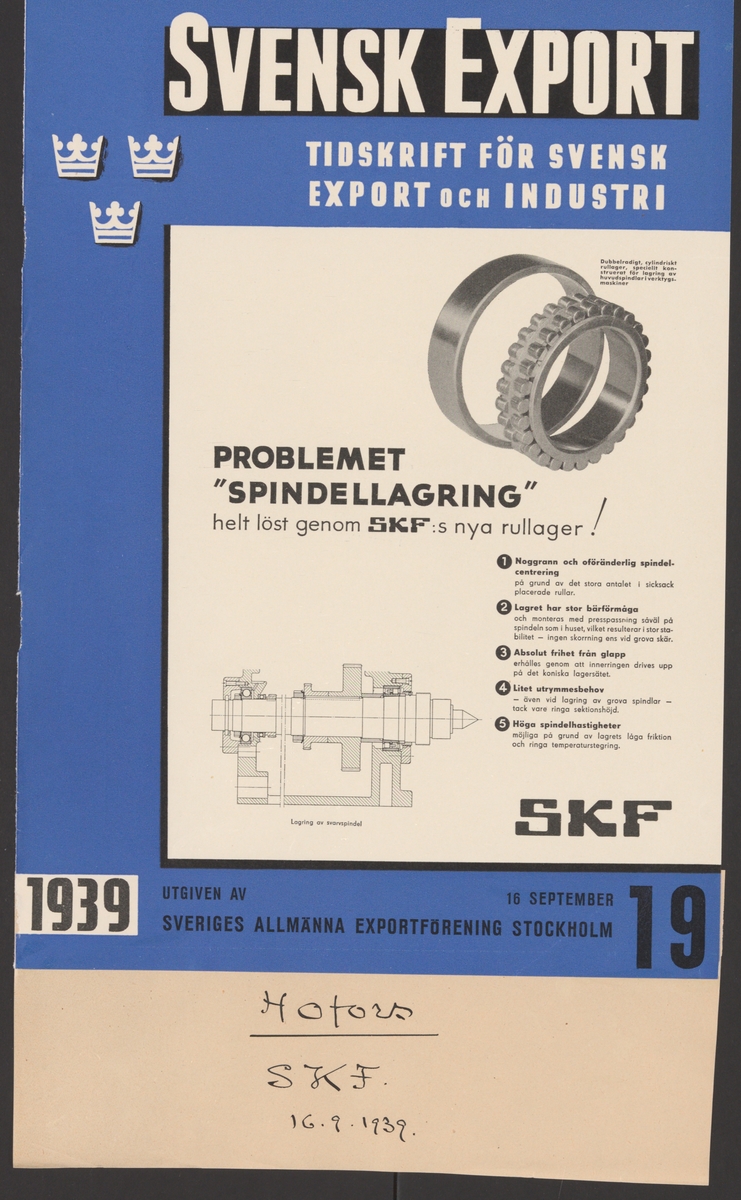 SVENSK EXPORT
TIDSKRIFT FÖR SVENSK
EXPORT OCH INDUSTRI
Dubbelradigt, cylindriskt
rullager, speciellt kon-
struerat för lagring av
huvudspindlar i verktygs-
maskiner
PROBLEMET
"SPINDELLAGRING"
helt löst genom SKF:s nya rullager!
1 Noggrann och oföränderlig spindel-
centrering
på grund av det stora antalet i sicksack
placerade rullar.
2 Lagret har stor bärförmåga
och monteras med presspassning såväl på
spindeln som i huset, vilket resulterar i stor sta-
bilitet — ingen skorrning ens vid grova skär.
3 Absolut frihet från glapp
erhålles genom att innerringen drives upp
på det koniska lagersätet.
4 Litet utrymmesbehov
— även vid lagring av grova spindlar —
tack vare ringa sektionshöjd.
5 Höga spindelhastigheter
möjliga på grund av lagrets låga friktion
och ringa temperaturstegring.
Lagring av svarvspindel
SKF
1939
UTGIVEN AV
16 SEPTEMBER
SVERIGES ALLMÄNNA EXPORTFÖRENING STOCKHOLM
19
Motors
SKF.
16.9.1939.